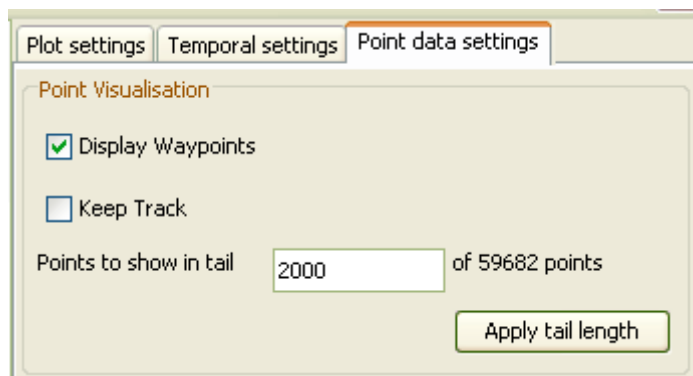 Plot settings Temporal settings Point data settings
Point Visualisation
Display Waypoints
Keep Track
Points to show in tail 2000 of 59682 points
Apply tail length